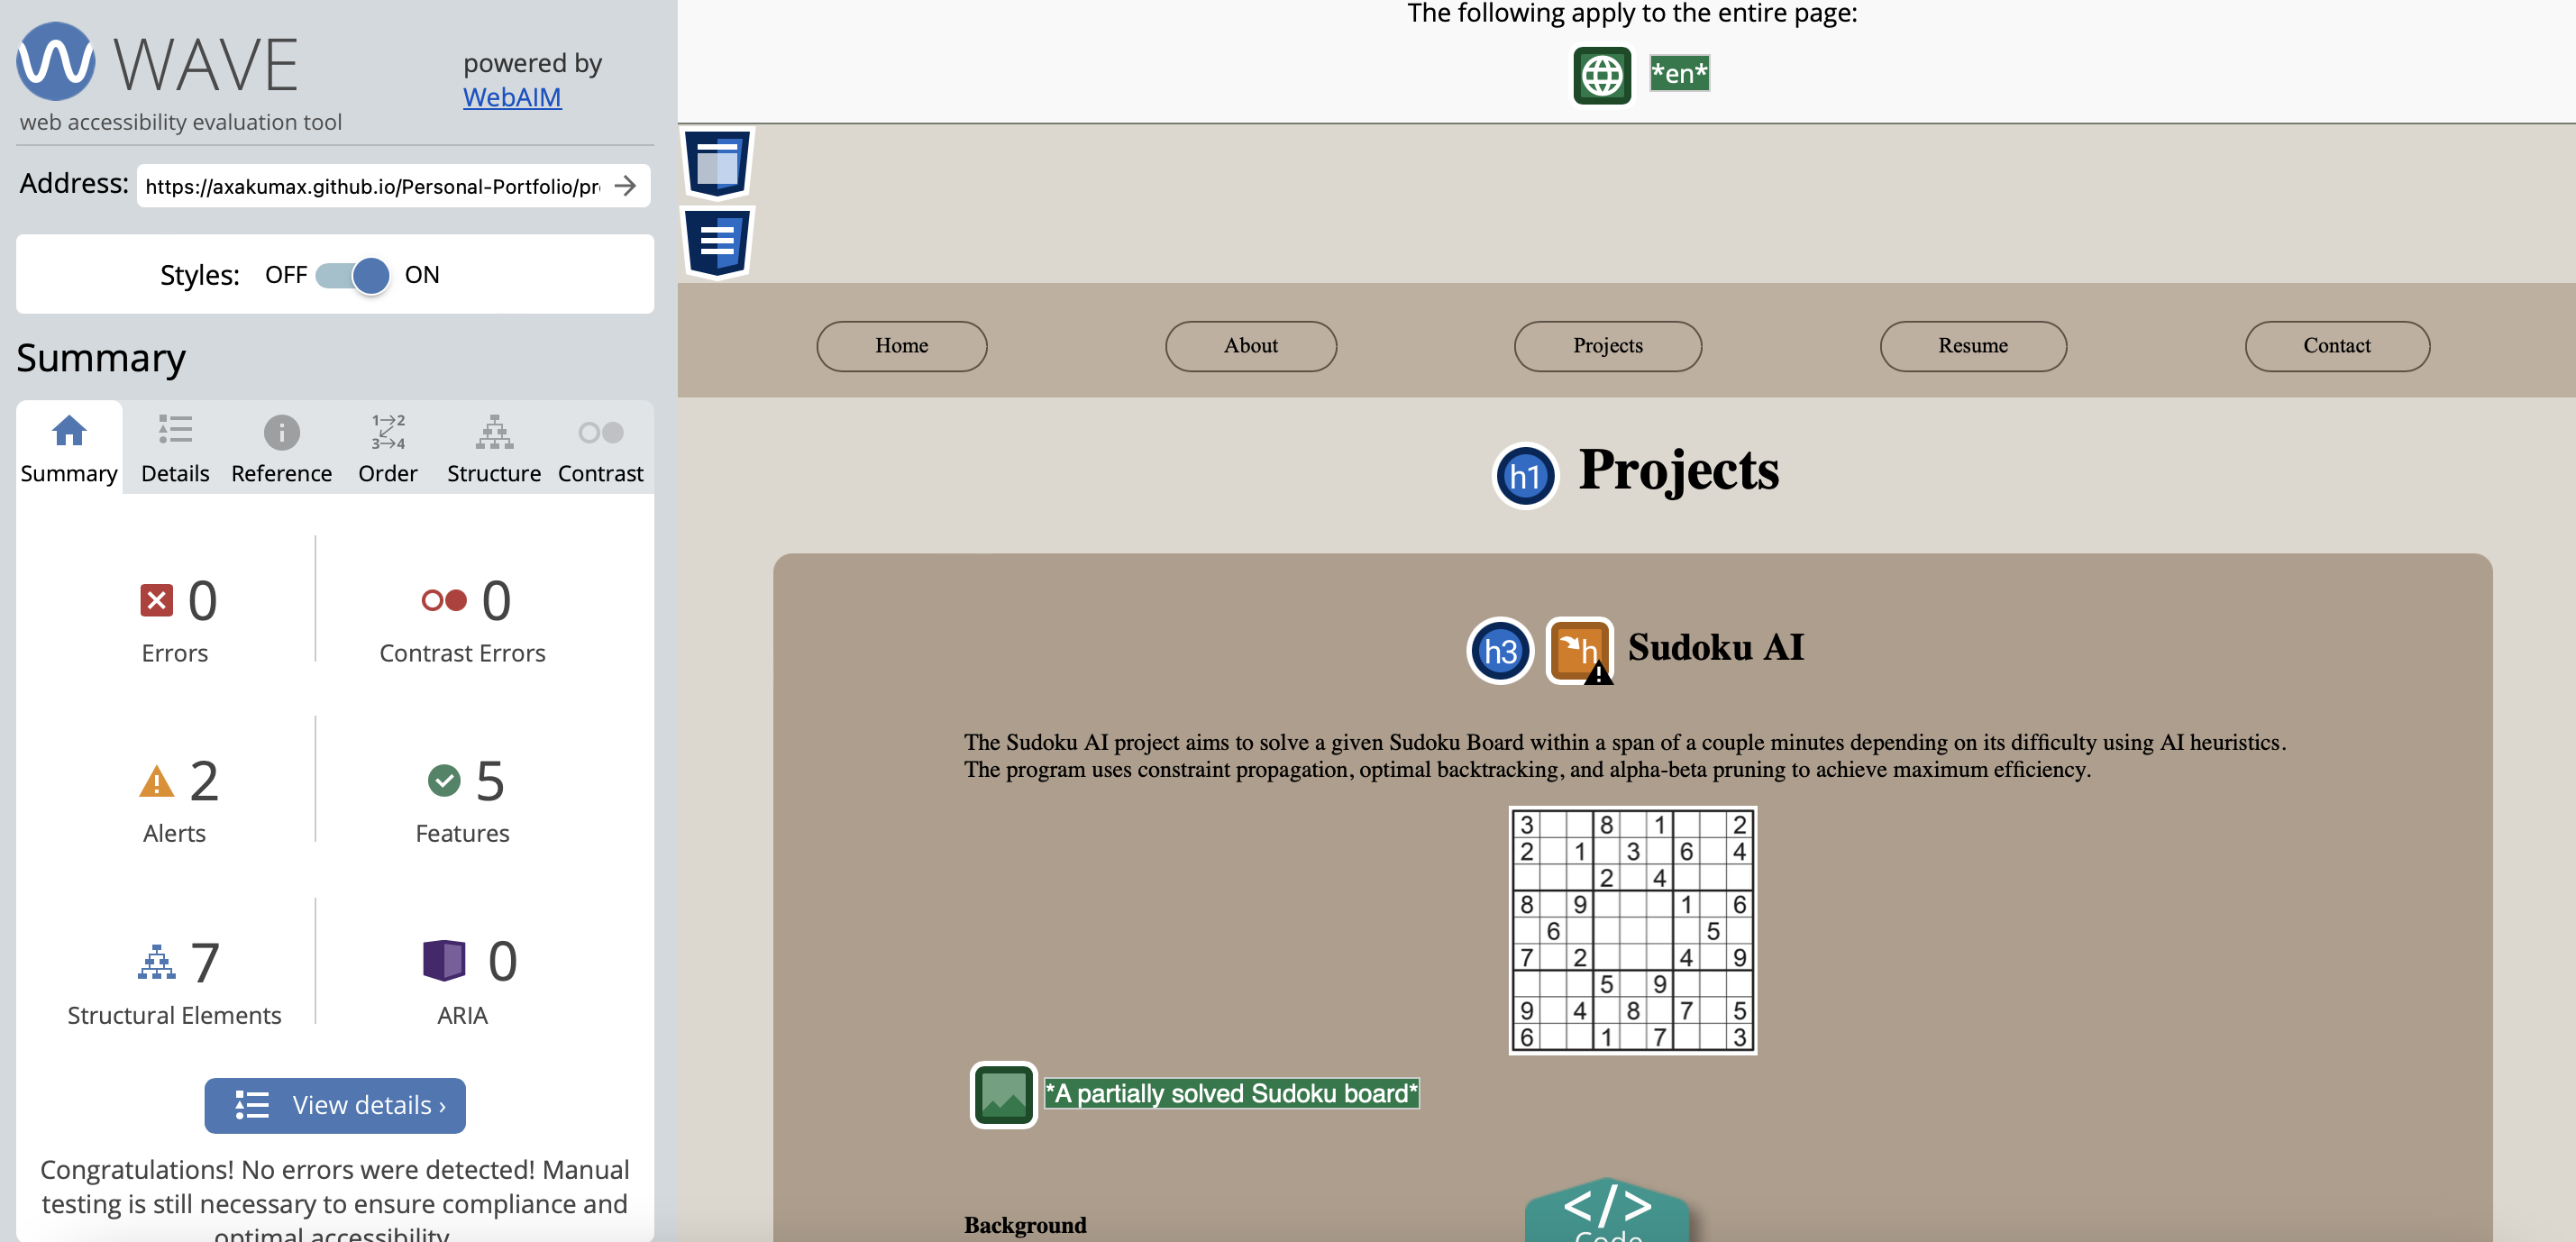 WAVE
powered by
WebAIM
web accessibility evaluation tool
Address: https://axakumax.github.io/Personal-Portfolio/pr
Styles: OFF ON
Summary
1→2
3→4
Summary Details Reference Order Structure Contrast
0 0
Errors Contrast Errors
2 5
Alerts Features
7 0
Structural Elements ARIA
View details ›
Congratulations! No errors were detected! Manual
testing is still necessary to ensure compliance and
optimal accessibility
The following apply to the entire page:
*en*
Home About Projects Resume Contact
h1 Projects
h3 h Sudoku AI
The Sudoku AI project aims to solve a given Sudoku Board within a span of a couple minutes depending on its difficulty using AI heuristics.
The program uses constraint propagation, optimal backtracking, and alpha-beta pruning to achieve maximum efficiency.
3 8 1 2
2 1 3 6 4
2 4
8 9 1 6
6 5
7 2 4 9
5 9
9 4 8 7 5
6 1 7 3
*A partially solved Sudoku board*
</>
Code
Background